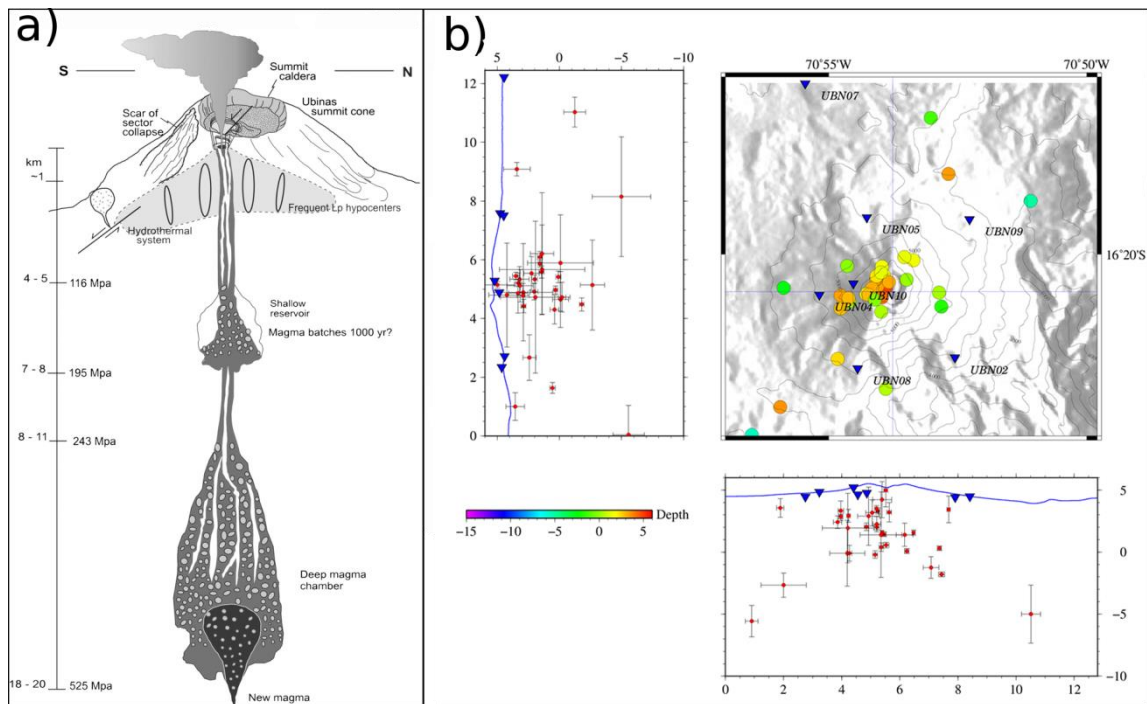 a)
S
N
Summit
caldera
Ubinas
summit cone
Scar of
sector
collapse
km
~1
Frequent Lp hypocenters
Hydrothermal
system
4 - 5
116 Mpa
Shallow
reservoir
Magma batches 1000 yr?
7 - 8
195 Mpa
8 - 11
243 Mpa
Deep magma
chamber
18 - 20
525 Mpa
New magma
b)
5 0 -5 -10
12
10
8
6
4
2
0
70°55'W 70°50'W
UBN07
UBN05
UBN09
16°20'S
UBN10
UBN04
UBN02
UBN08
Depth
-15 -10 -5 0 5
5
0
-5
-10
0 2 4 6 8 10 12